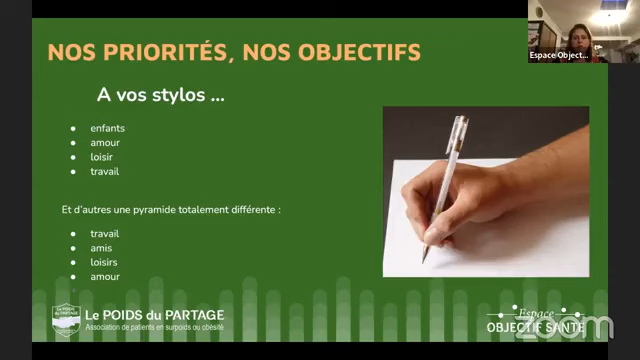 NOS PRIORITÉS, NOS OBJECTIFS
Espace Object...
A vos stylos ...
enfants
amour
loisir
travail
Et d'autres une pyramide totalement différente :
travail
amis
loisirs
amour
Le POIDS du PARTAGE
Association de patients en surpoids ou obésité
Espace
OBJECTIF SANTÉ
zoom